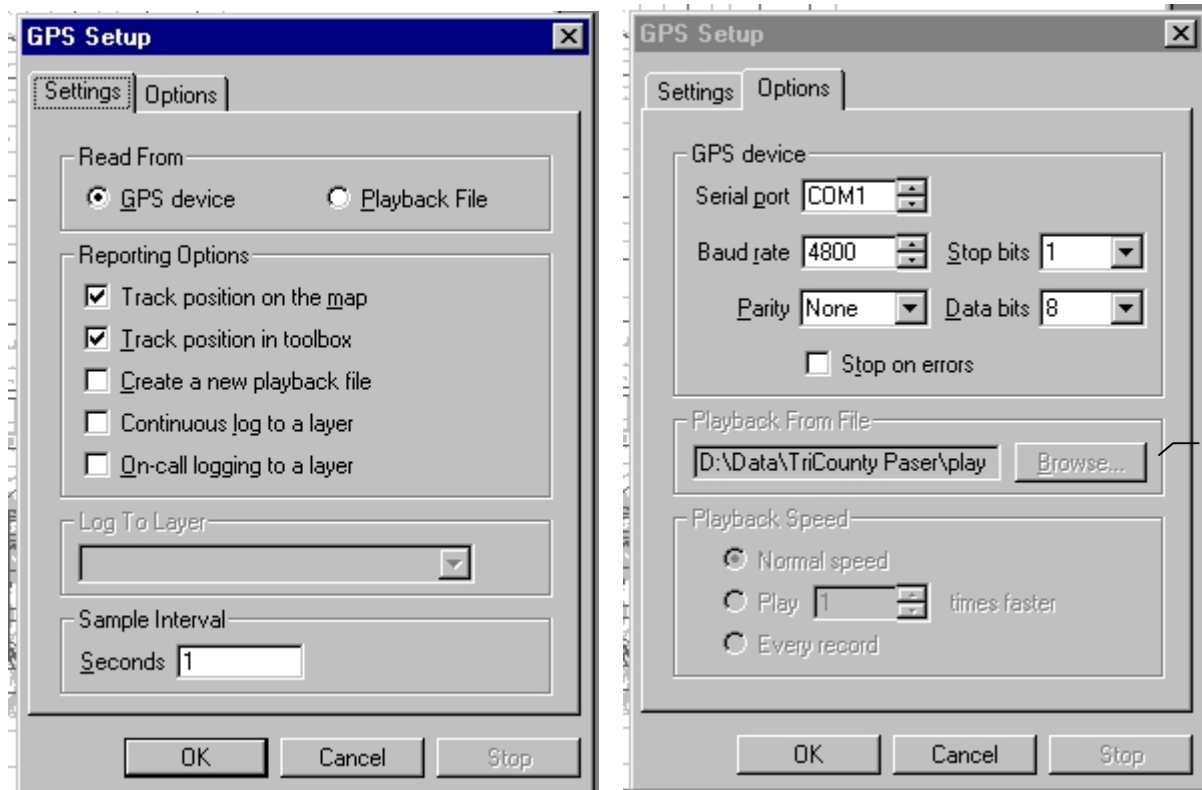 GPS Setup
Settings Options
Read From
GPS device Playback File
Reporting Options
Track position on the map
Track position in toolbox
Create a new playback file
Continuous log to a layer
On-call logging to a layer
Log To Layer
Sample Interval
Seconds 1
OK Cancel Stop
GPS Setup
Settings Options
GPS device
Serial port COM1
Baud rate 4800 Stop bits 1
Parity None Data bits 8
Stop on errors
Playback From File
D:\Data\TriCounty Paser\play Browse...
Playback Speed
Normal speed
Play 1 times faster
Every record
OK Cancel Stop